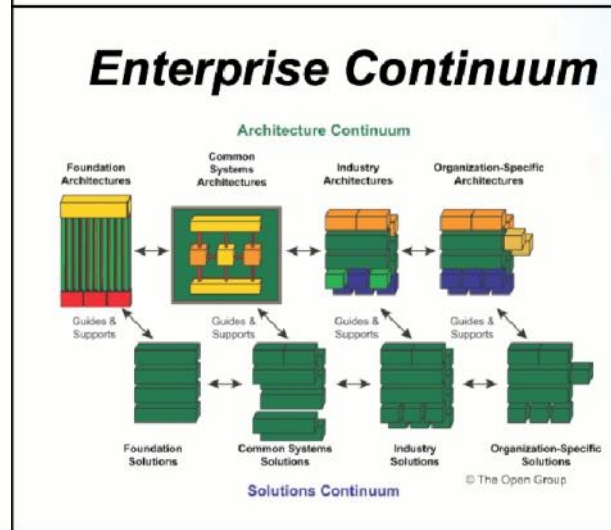 Enterprise Continuum
Architecture Continuum
Foundation
Architectures
Common
Systems
Architectures
Industry
Architectures
Organization-Specific
Architectures
Guides &
Supports
Guides &
Supports
Guides &
Supports
Guides &
Supports
Foundation
Solutions
Common Systems
Solutions
Industry
Solutions
Organization-Specific
Solutions
© The Open Group
Solutions Continuum